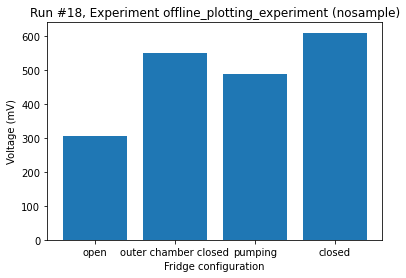 Run #18, Experiment offline_plotting_experiment (nosample)
600
500
400
300
200
100
0
Voltage (mV)
open outer chamber closed pumping closed
Fridge configuration